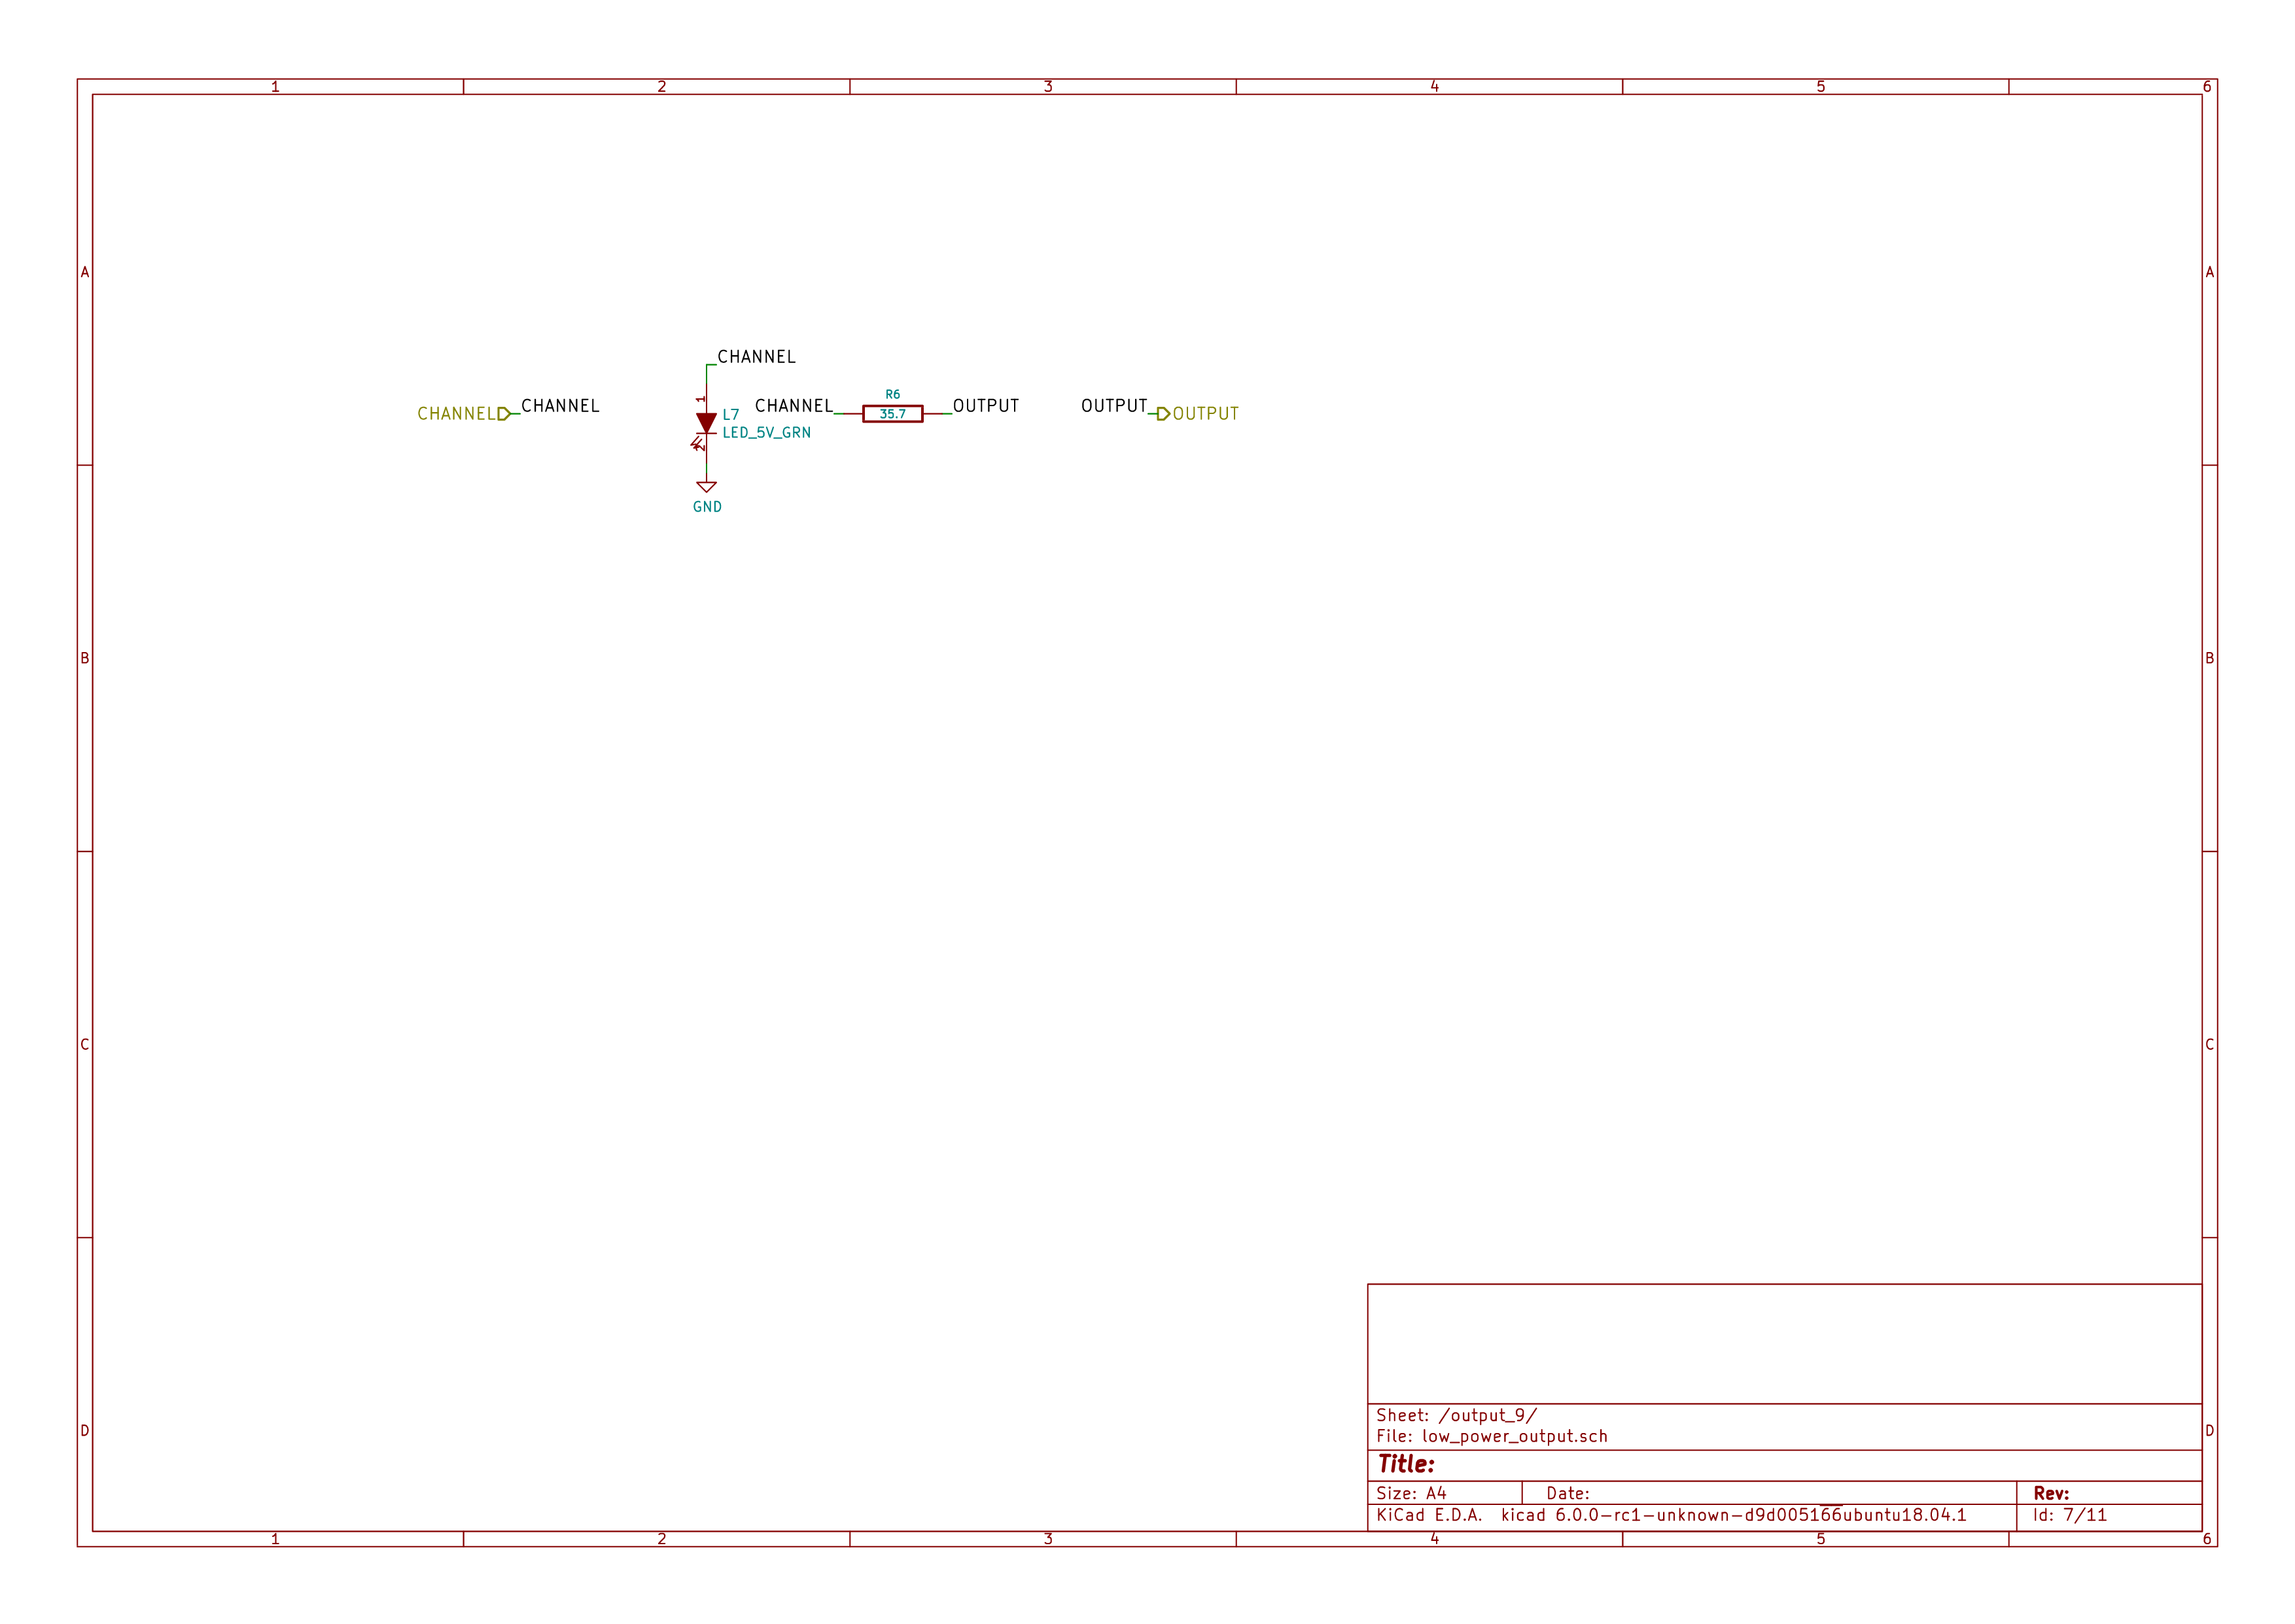 1 2 3 4 5 6
A A
CHANNEL
CHANNEL CHANNEL
1
L7
LED_5V_GRN
2
CHANNEL R6 OUTPUT
35.7
OUTPUT OUTPUT
GND
B B
C C
D D
Sheet: /output_9/
File: low_power_output.sch
Title:
Size: A4 Date: Rev:
KiCad E.D.A. kicad 6.0.0-rc1-unknown-d9d005166ubuntu18.04.1 Id: 7/11
1 2 3 4 5 6